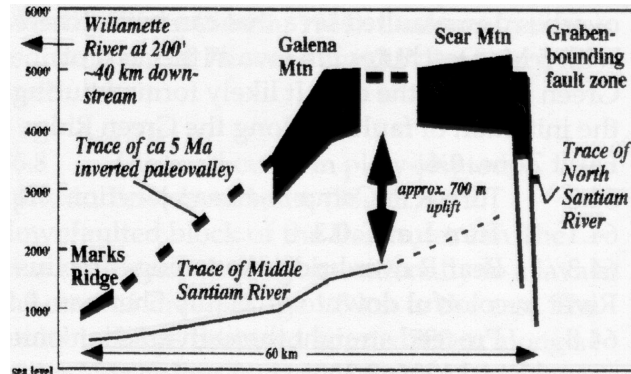 6000'
5000'
4000'
3000'
2000'
1000'
sea level
Willamette
River at 200'
~40 km down-
stream
Galena
Mtn
Scar Mtn
Graben-
bounding
fault zone
Trace of ca 5 Ma
inverted paleovalley
approx. 700 m
uplift
Trace of
North
Santiam
River
Marks
Ridge
Trace of Middle
Santiam River
60 km